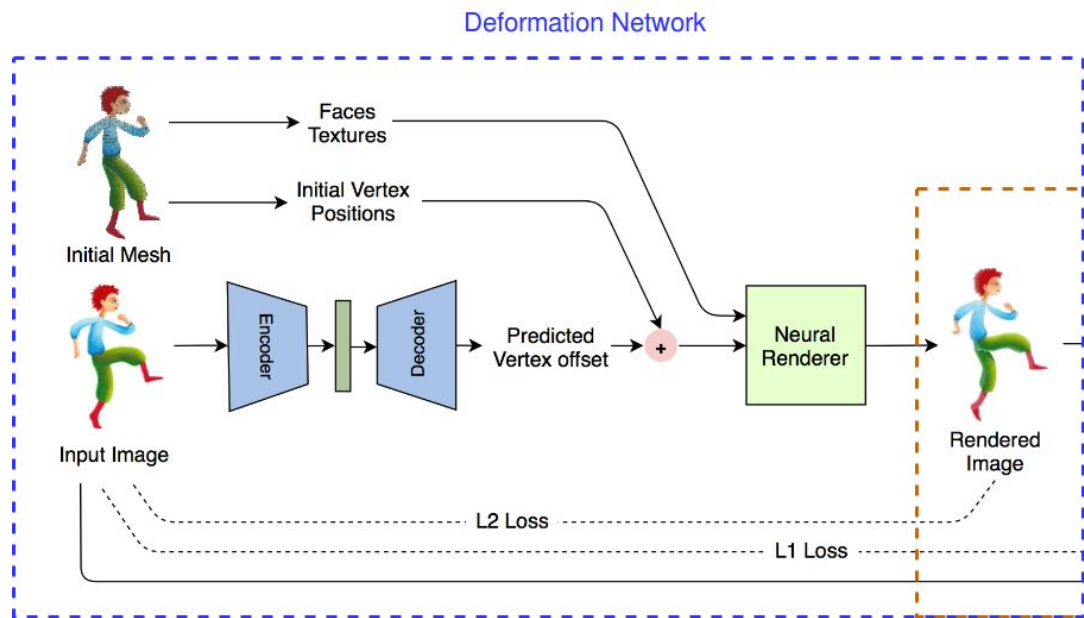 Deformation Network
Faces
Textures
Initial Vertex
Positions
Initial Mesh
Encoder
Decoder
Predicted
Vertex offset
+
Neural
Renderer
Input Image
Rendered
Image
L2 Loss
L1 Loss